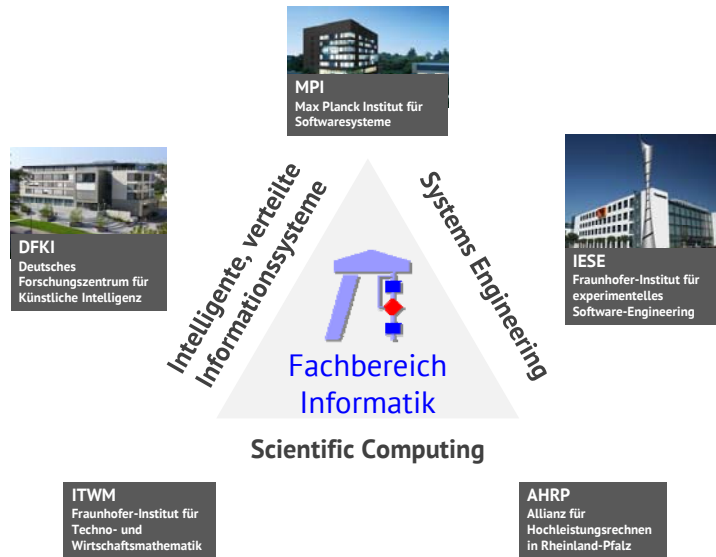 MPI
Max Planck Institut für
Softwaresysteme
DFKI
Deutsches
Forschungszentrum für
Künstliche Intelligenz
Intelligente, verteilte
Informationssysteme
Systems Engineering
IESE
Fraunhofer-Institut für
experimentelles
Software-Engineering
Fachbereich
Informatik
Scientific Computing
ITWM
Fraunhofer-Institut für
Techno- und
Wirtschaftsmathematik
AHRP
Allianz für
Hochleistungsrechnen
in Rheinland-Pfalz